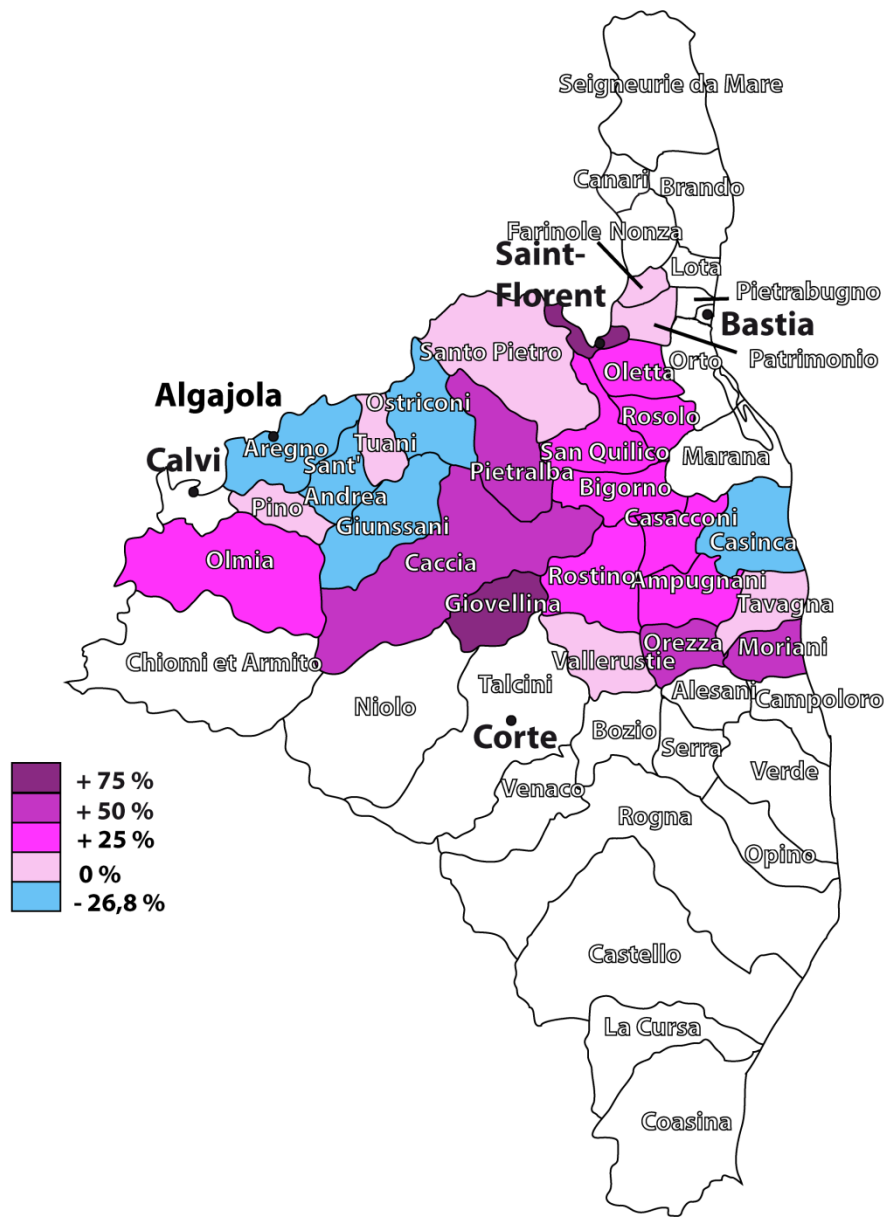 Seigneurie da Mare
Canari
Brando
Farinole
Nonza
Saint-
Florent
Lota
Pietrabugno
Bastia
Santo Pietro
Oletta
Orto
Patrimonio
Algajola
Ostriconi
Rosolo
Calvi
Aregno
Tuani
Sant'
Andrea
San Quilico
Marana
Pietralba
Bigorno
Pino
Giunssani
Casacconi
Casinca
Olmia
Caccia
Rostino
Ampugnani
Giovellina
Tavagna
Chiomi et Armito
Vallerustie
Orezza
Moriani
Niolo
Talcini
Alesani
Campoloro
Corte
Bozio
Serra
Verde
Venaco
Rogna
Opino
+ 75 %
+ 50 %
+ 25 %
0 %
- 26,8 %
Castello
La Cursa
Coasina